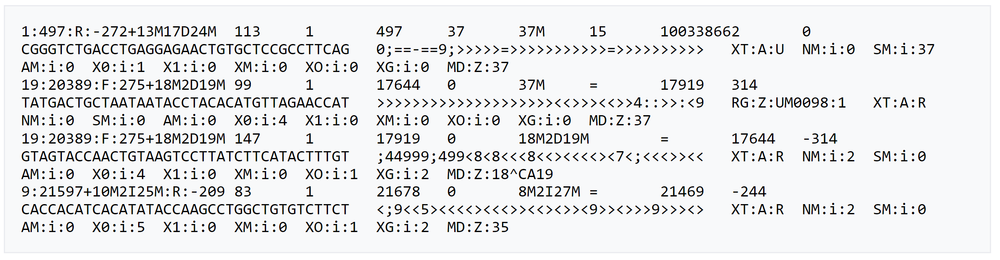 1:497:R:-272+13M17D24M	113	1	497	37	37M	15	100338662	0
CGGGTCTGACCTGAGGAGAACTGTGCTCCGCCTTCAG	0;==-==9;>>>>>=>>>>>>>>>>>=>>>>>>>>>>	XT:A:U	NM:i:0	SM:i:37
AM:i:0	X0:i:1	X1:i:0	XM:i:0	XO:i:0	XG:i:0	MD:Z:37
19:20389:F:275+18M2D19M	99	1	17644	0	37M	=	17919	314
TATGACTGCTAATAATACCTACACATGTTAGAACCAT	>>>>>>>>>>>>>>>>>>>><<>>><<>>4::>>:<9	RG:Z:UM0098:1	XT:A:R
NM:i:0	SM:i:0	AM:i:0	X0:i:4	X1:i:0	XM:i:0	XO:i:0	XG:i:0	MD:Z:37
19:20389:F:275+18M2D19M	147	1	17919	0	18M2D19M	=	17644	-314
GTAGTACCAACTGTAAGTCCTTATCTTCATACTTTGT	;44999;499<8<8<<<8<<><<<<><7<;<<<>><<	XT:A:R	NM:i:2	SM:i:0
AM:i:0	X0:i:4	X1:i:0	XM:i:0	XO:i:1	XG:i:2	MD:Z:18^CA19
9:21597+10M2I25M:R:-209	83	1	21678	0	8M2I27M	=	21469	-244
CACCACATCACATATACCAAGCCTGGCTGTGTCTTCT	<;9<<5><<<<><<<>><<><>><9>><>>>9>>><>	XT:A:R	NM:i:2	SM:i:0
AM:i:0	X0:i:5	X1:i:0	XM:i:0	XO:i:1	XG:i:2	MD:Z:35